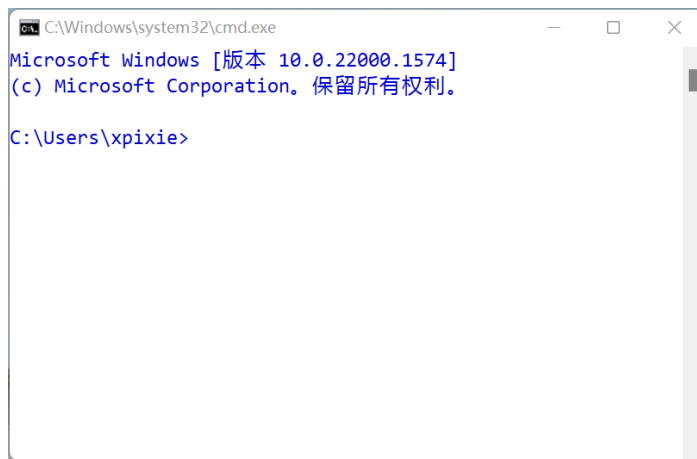 C:\Windows\system32\cmd.exe
Microsoft Windows [版本 10.0.22000.1574]
(c) Microsoft Corporation。保留所有权利。
C:\Users\xpixie>